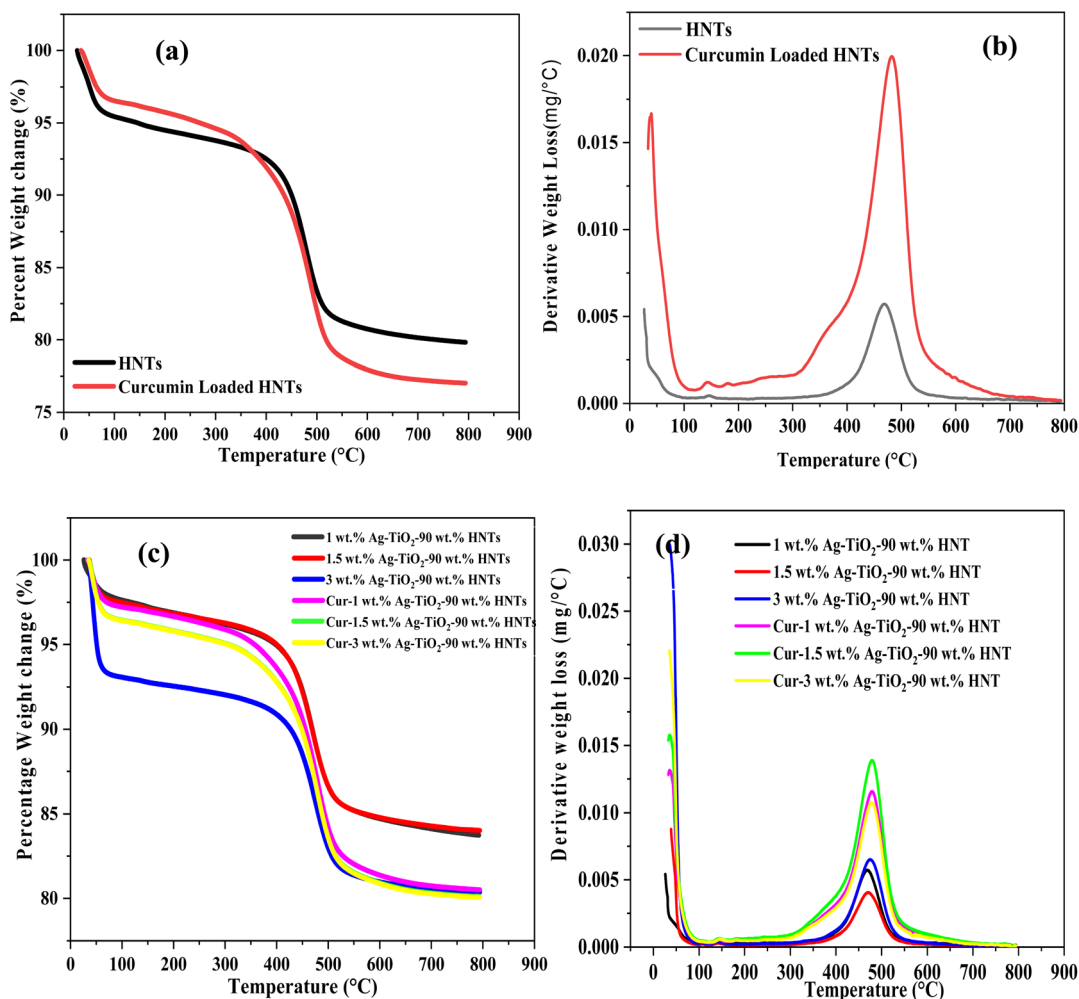 (a)
Percent Weight change (%)
100
95
90
85
80
75
HNTs
Curcumin Loaded HNTs
0 100 200 300 400 500 600 700 800 900
Temperature (°C)
(b)
HNTs
Curcumin Loaded HNTs
Derivative Weight Loss(mg/°C)
0.020
0.015
0.010
0.005
0.000
0 100 200 300 400 500 600 700 800
Temperature (°C)
(c)
Percentage Weight change (%)
100
95
90
85
80
1 wt.% Ag-TiO2-90 wt.% HNTs
1.5 wt.% Ag-TiO2-90 wt.% HNTs
3 wt.% Ag-TiO2-90 wt.% HNTs
Cur-1 wt.% Ag-TiO2-90 wt.% HNTs
Cur-1.5 wt.% Ag-TiO2-90 wt.% HNTs
Cur-3 wt.% Ag-TiO2-90 wt.% HNTs
0 100 200 300 400 500 600 700 800 900
Temperature (°C)
(d)
Derivative weight loss (mg/°C)
0.030
0.025
0.020
0.015
0.010
0.005
0.000
1 wt.% Ag-TiO2-90 wt.% HNT
1.5 wt.% Ag-TiO2-90 wt.% HNT
3 wt.% Ag-TiO2-90 wt.% HNT
Cur-1 wt.% Ag-TiO2-90 wt.% HNT
Cur-1.5 wt.% Ag-TiO2-90 wt.% HNT
Cur-3 wt.% Ag-TiO2-90 wt.% HNT
0 100 200 300 400 500 600 700 800 900
Temperature (°C)